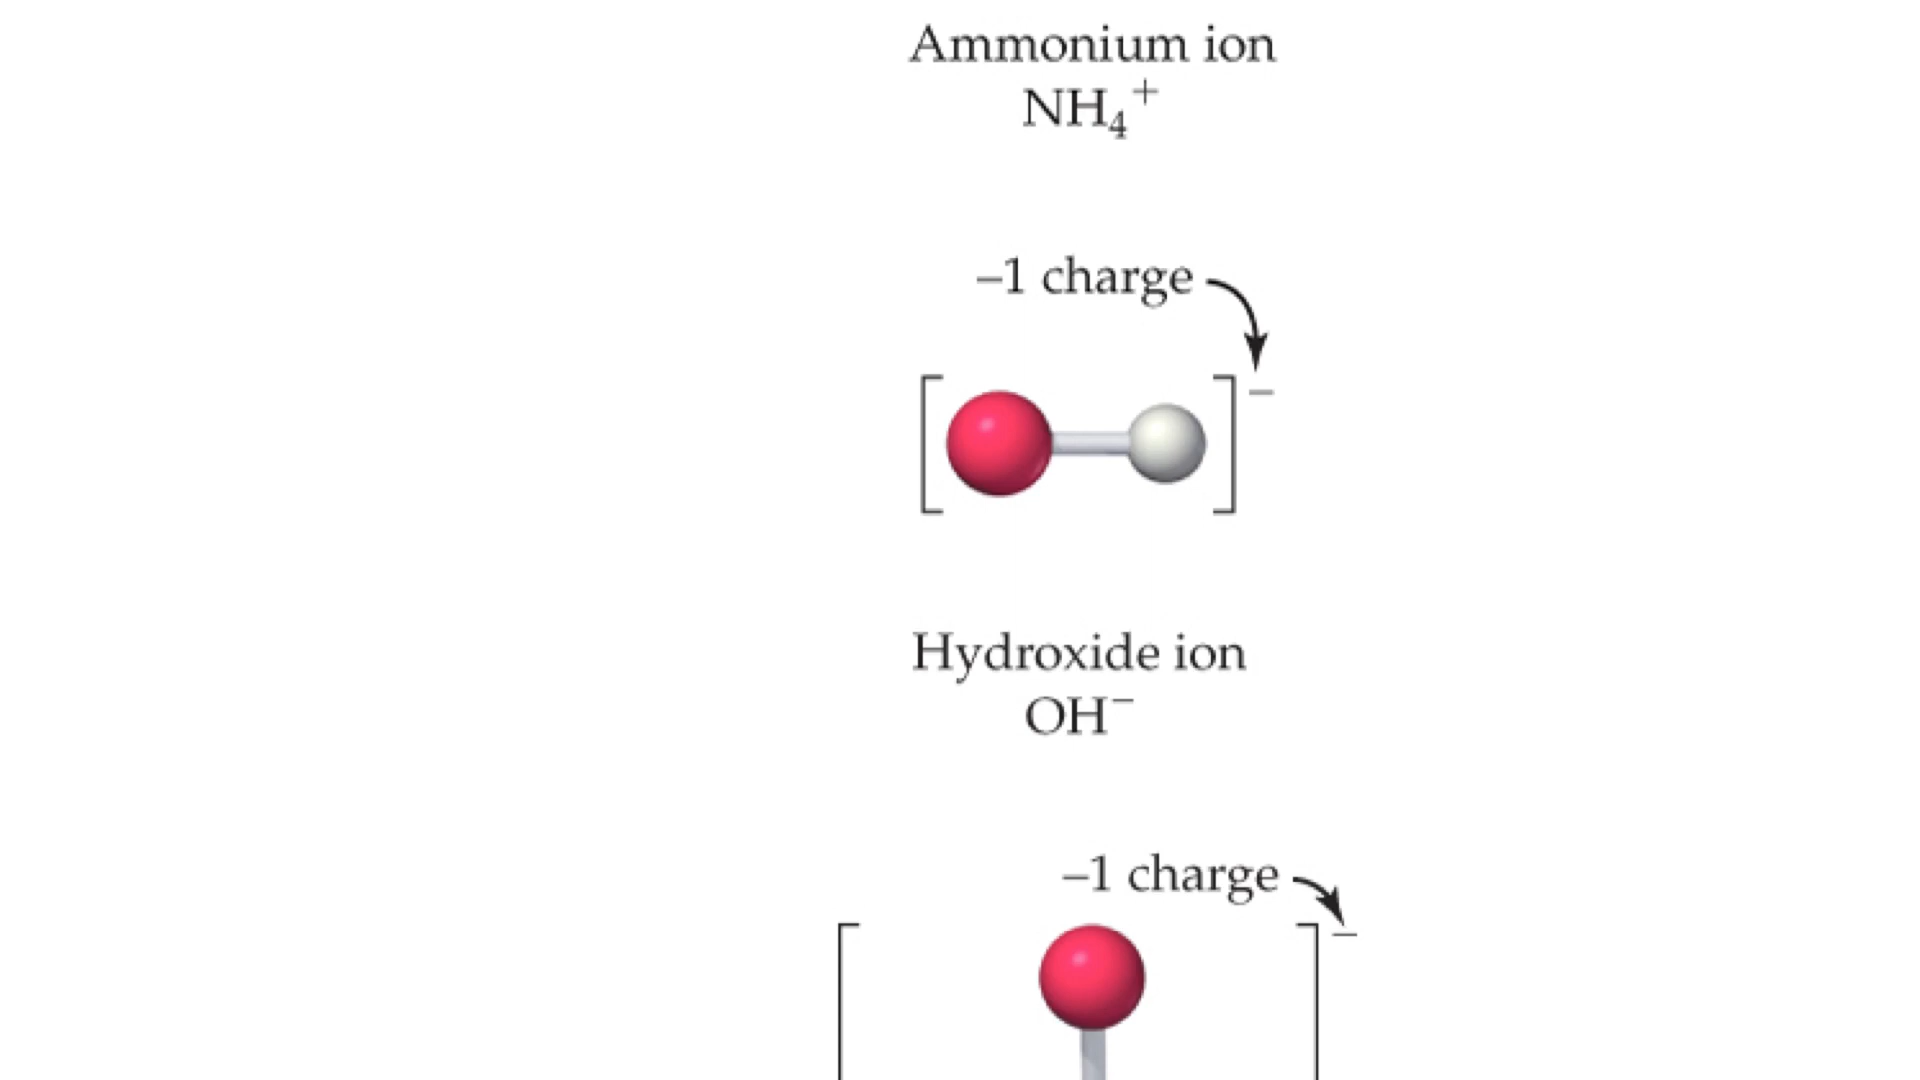 Ammonium ion
NH₄⁺
–1 charge
[ ]⁻
Hydroxide ion
OH⁻
–1 charge
[ ]⁻